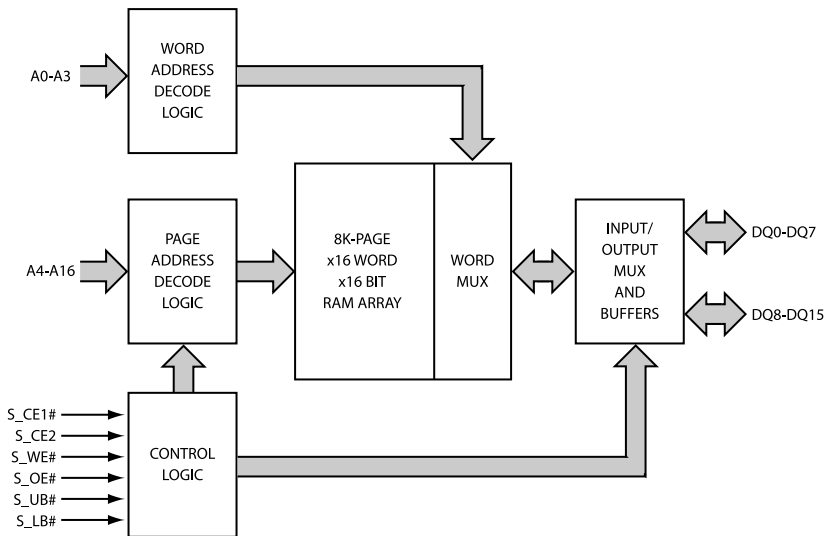 WORD
ADDRESS
DECODE
LOGIC
A0-A3
PAGE
ADDRESS
DECODE
LOGIC
A4-A16
8K-PAGE
x16 WORD
x16 BIT
RAM ARRAY
WORD
MUX
INPUT/
OUTPUT
MUX
AND
BUFFERS
DQ0-DQ7
DQ8-DQ15
S_CE1#
S_CE2
S_WE#
S_OE#
S_UB#
S_LB#
CONTROL
LOGIC